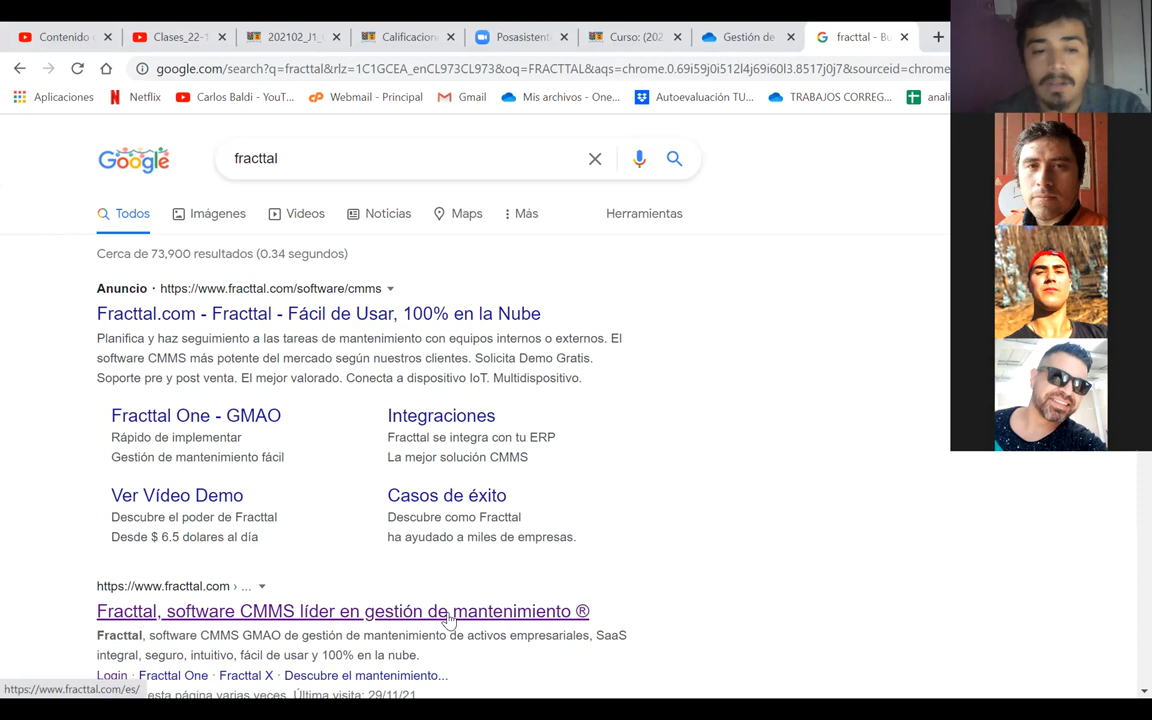 Contenido
Clases_22-1
202102_J1_
Calificacion
Posasistent
Curso: (202
Gestión de
fracttal - Bu
google.com/search?q=fracttal&rlz=1C1GCEA_enCL973CL973&oq=FRACTTAL&aqs=chrome.0.69i59j0i512l4j69i60l3.8517j0j7&sourceid=chrome
Aplicaciones
Netflix
Carlos Baldi - YouT...
Webmail - Principal
Gmail
Mis archivos - One...
Autoevaluación TU...
TRABAJOS CORREG...
anali
Google
fracttal
Todos
Imágenes
Videos
Noticias
Maps
Más
Herramientas
Cerca de 73,900 resultados (0.34 segundos)
Anuncio · https://www.fracttal.com/software/cmms
Fracttal.com - Fracttal - Fácil de Usar, 100% en la Nube
Planifica y haz seguimiento a las tareas de mantenimiento con equipos internos o externos. El
software CMMS más potente del mercado según nuestros clientes. Solicita Demo Gratis.
Soporte pre y post venta. El mejor valorado. Conecta a dispositivo IoT. Multidispositivo.
Fracttal One - GMAO
Rápido de implementar
Gestión de mantenimiento fácil
Integraciones
Fracttal se integra con tu ERP
La mejor solución CMMS
Ver Vídeo Demo
Descubre el poder de Fracttal
Desde $ 6.5 dolares al día
Casos de éxito
Descubre como Fracttal
ha ayudado a miles de empresas.
https://www.fracttal.com › ...
Fracttal, software CMMS líder en gestión de mantenimiento ®
Fracttal, software CMMS GMAO de gestión de mantenimiento de activos empresariales, SaaS
integral, seguro, intuitivo, fácil de usar y 100% en la nube.
Login · Fracttal One · Fracttal X · Descubre el mantenimiento...
https://www.fracttal.com/es/
esta página varias veces. Última visita: 29/11/21